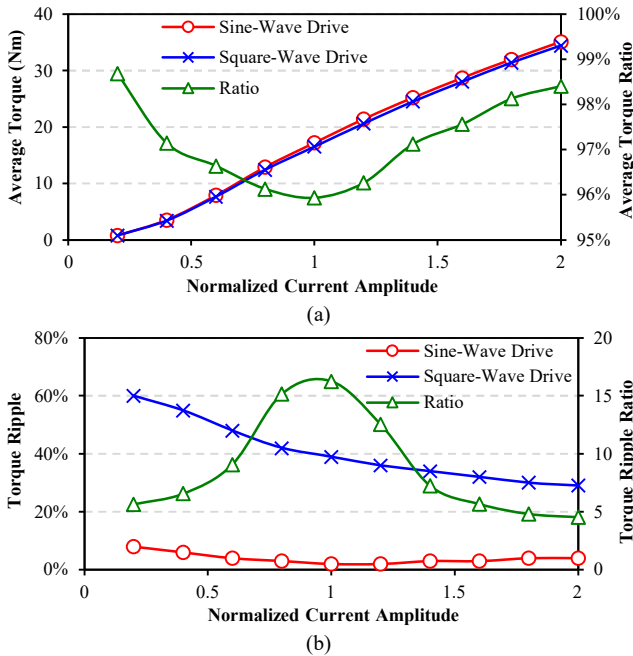 40
30
20
10
0
Average Torque (Nm)
Sine-Wave Drive
Square-Wave Drive
Ratio
100%
99%
98%
97%
96%
95%
Average Torque Ratio
0
0.5
1
1.5
2
Normalized Current Amplitude
(a)
80%
60%
40%
20%
0%
Torque Ripple
Sine-Wave Drive
Square-Wave Drive
Ratio
20
15
10
5
0
Torque Ripple Ratio
0
0.5
1
1.5
2
Normalized Current Amplitude
(b)